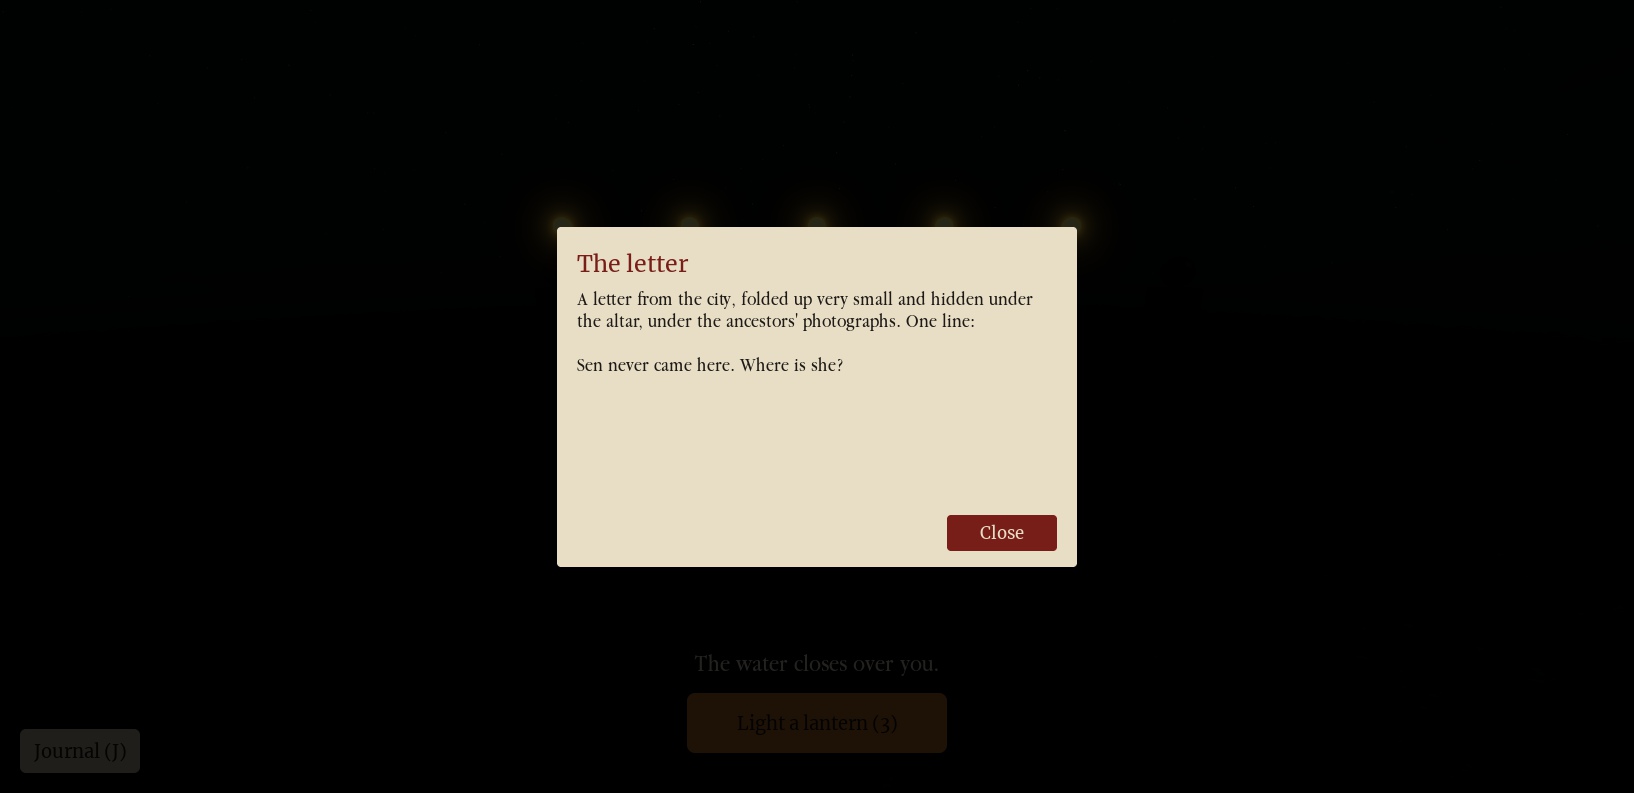 The letter
A letter from the city, folded up very small and hidden under
the altar, under the ancestors' photographs. One line:
Sen never came here. Where is she?
Close
The water closes over you.
Light a lantern (3)
Journal (J)